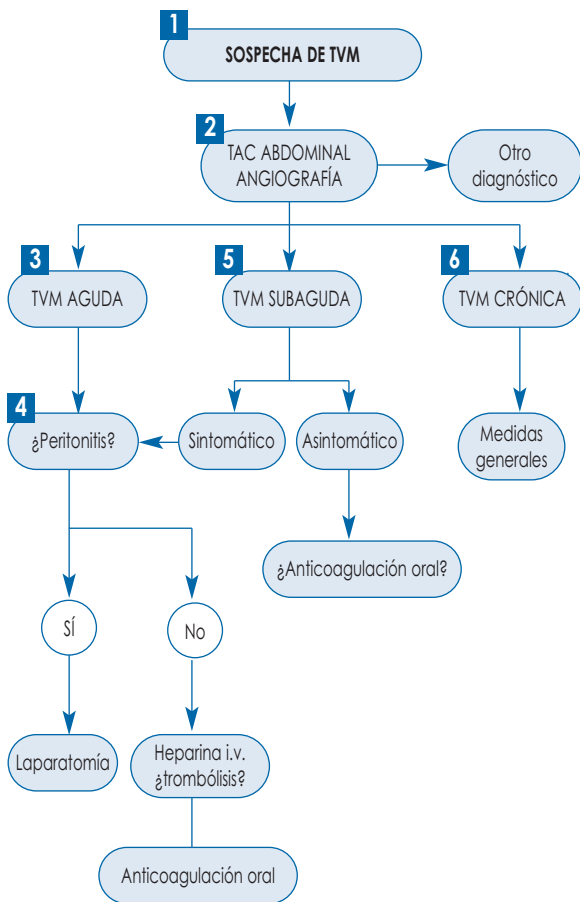 1
SOSPECHA DE TVM
2
TAC ABDOMINAL
ANGIOGRAFÍA
Otro
diagnóstico
3
TVM AGUDA
5
TVM SUBAGUDA
6
TVM CRÓNICA
4
¿Peritonitis?
Sintomático
Asintomático
Medidas
generales
¿Anticoagulación oral?
SÍ
No
Laparatomía
Heparina i.v.
¿trombólisis?
Anticoagulación oral